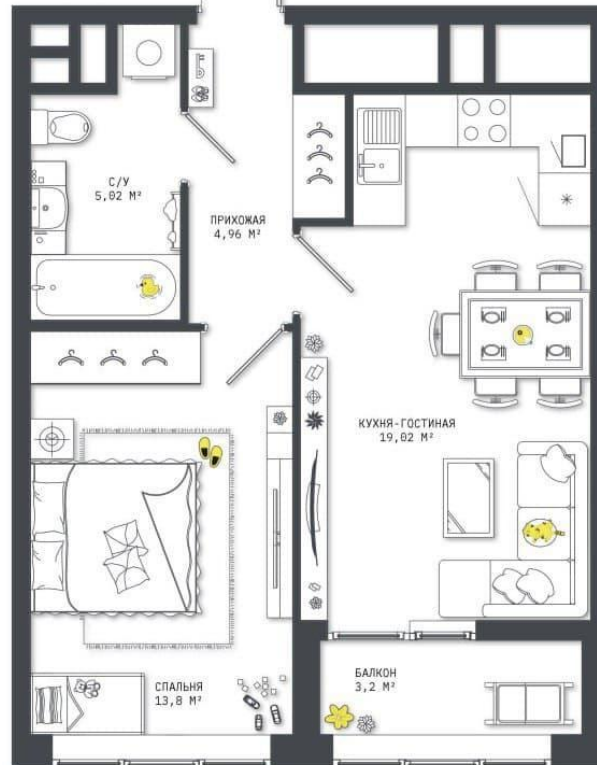 С/У
5,02 М²
ПРИХОЖАЯ
4,96 М²
КУХНЯ-ГОСТИНАЯ
19,02 М²
СПАЛЬНЯ
13,8 М²
БАЛКОН
3,2 М²